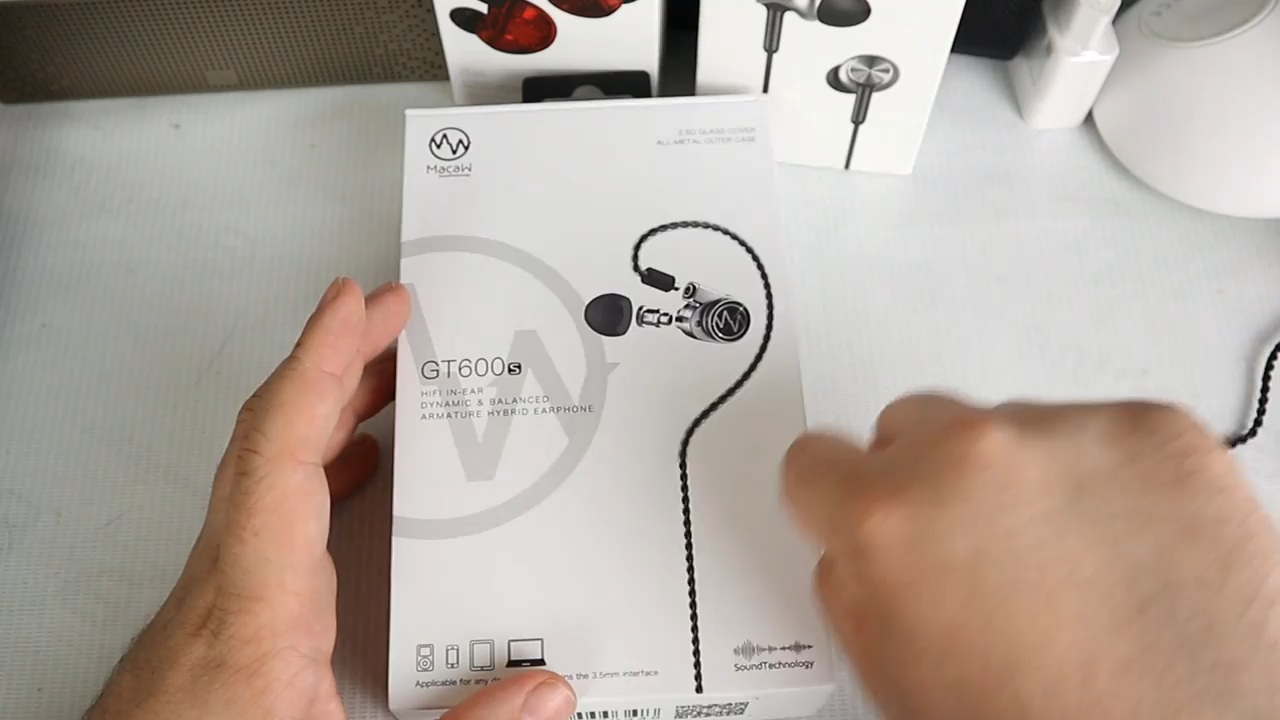 MacaW
2.5D GLASS COVER
ALL-METAL OUTER CASE
GT600s
HIFI IN-EAR
DYNAMIC & BALANCED
ARMATURE HYBRID EARPHONE
SoundTechnology
Applicable for any the 3.5mm interface